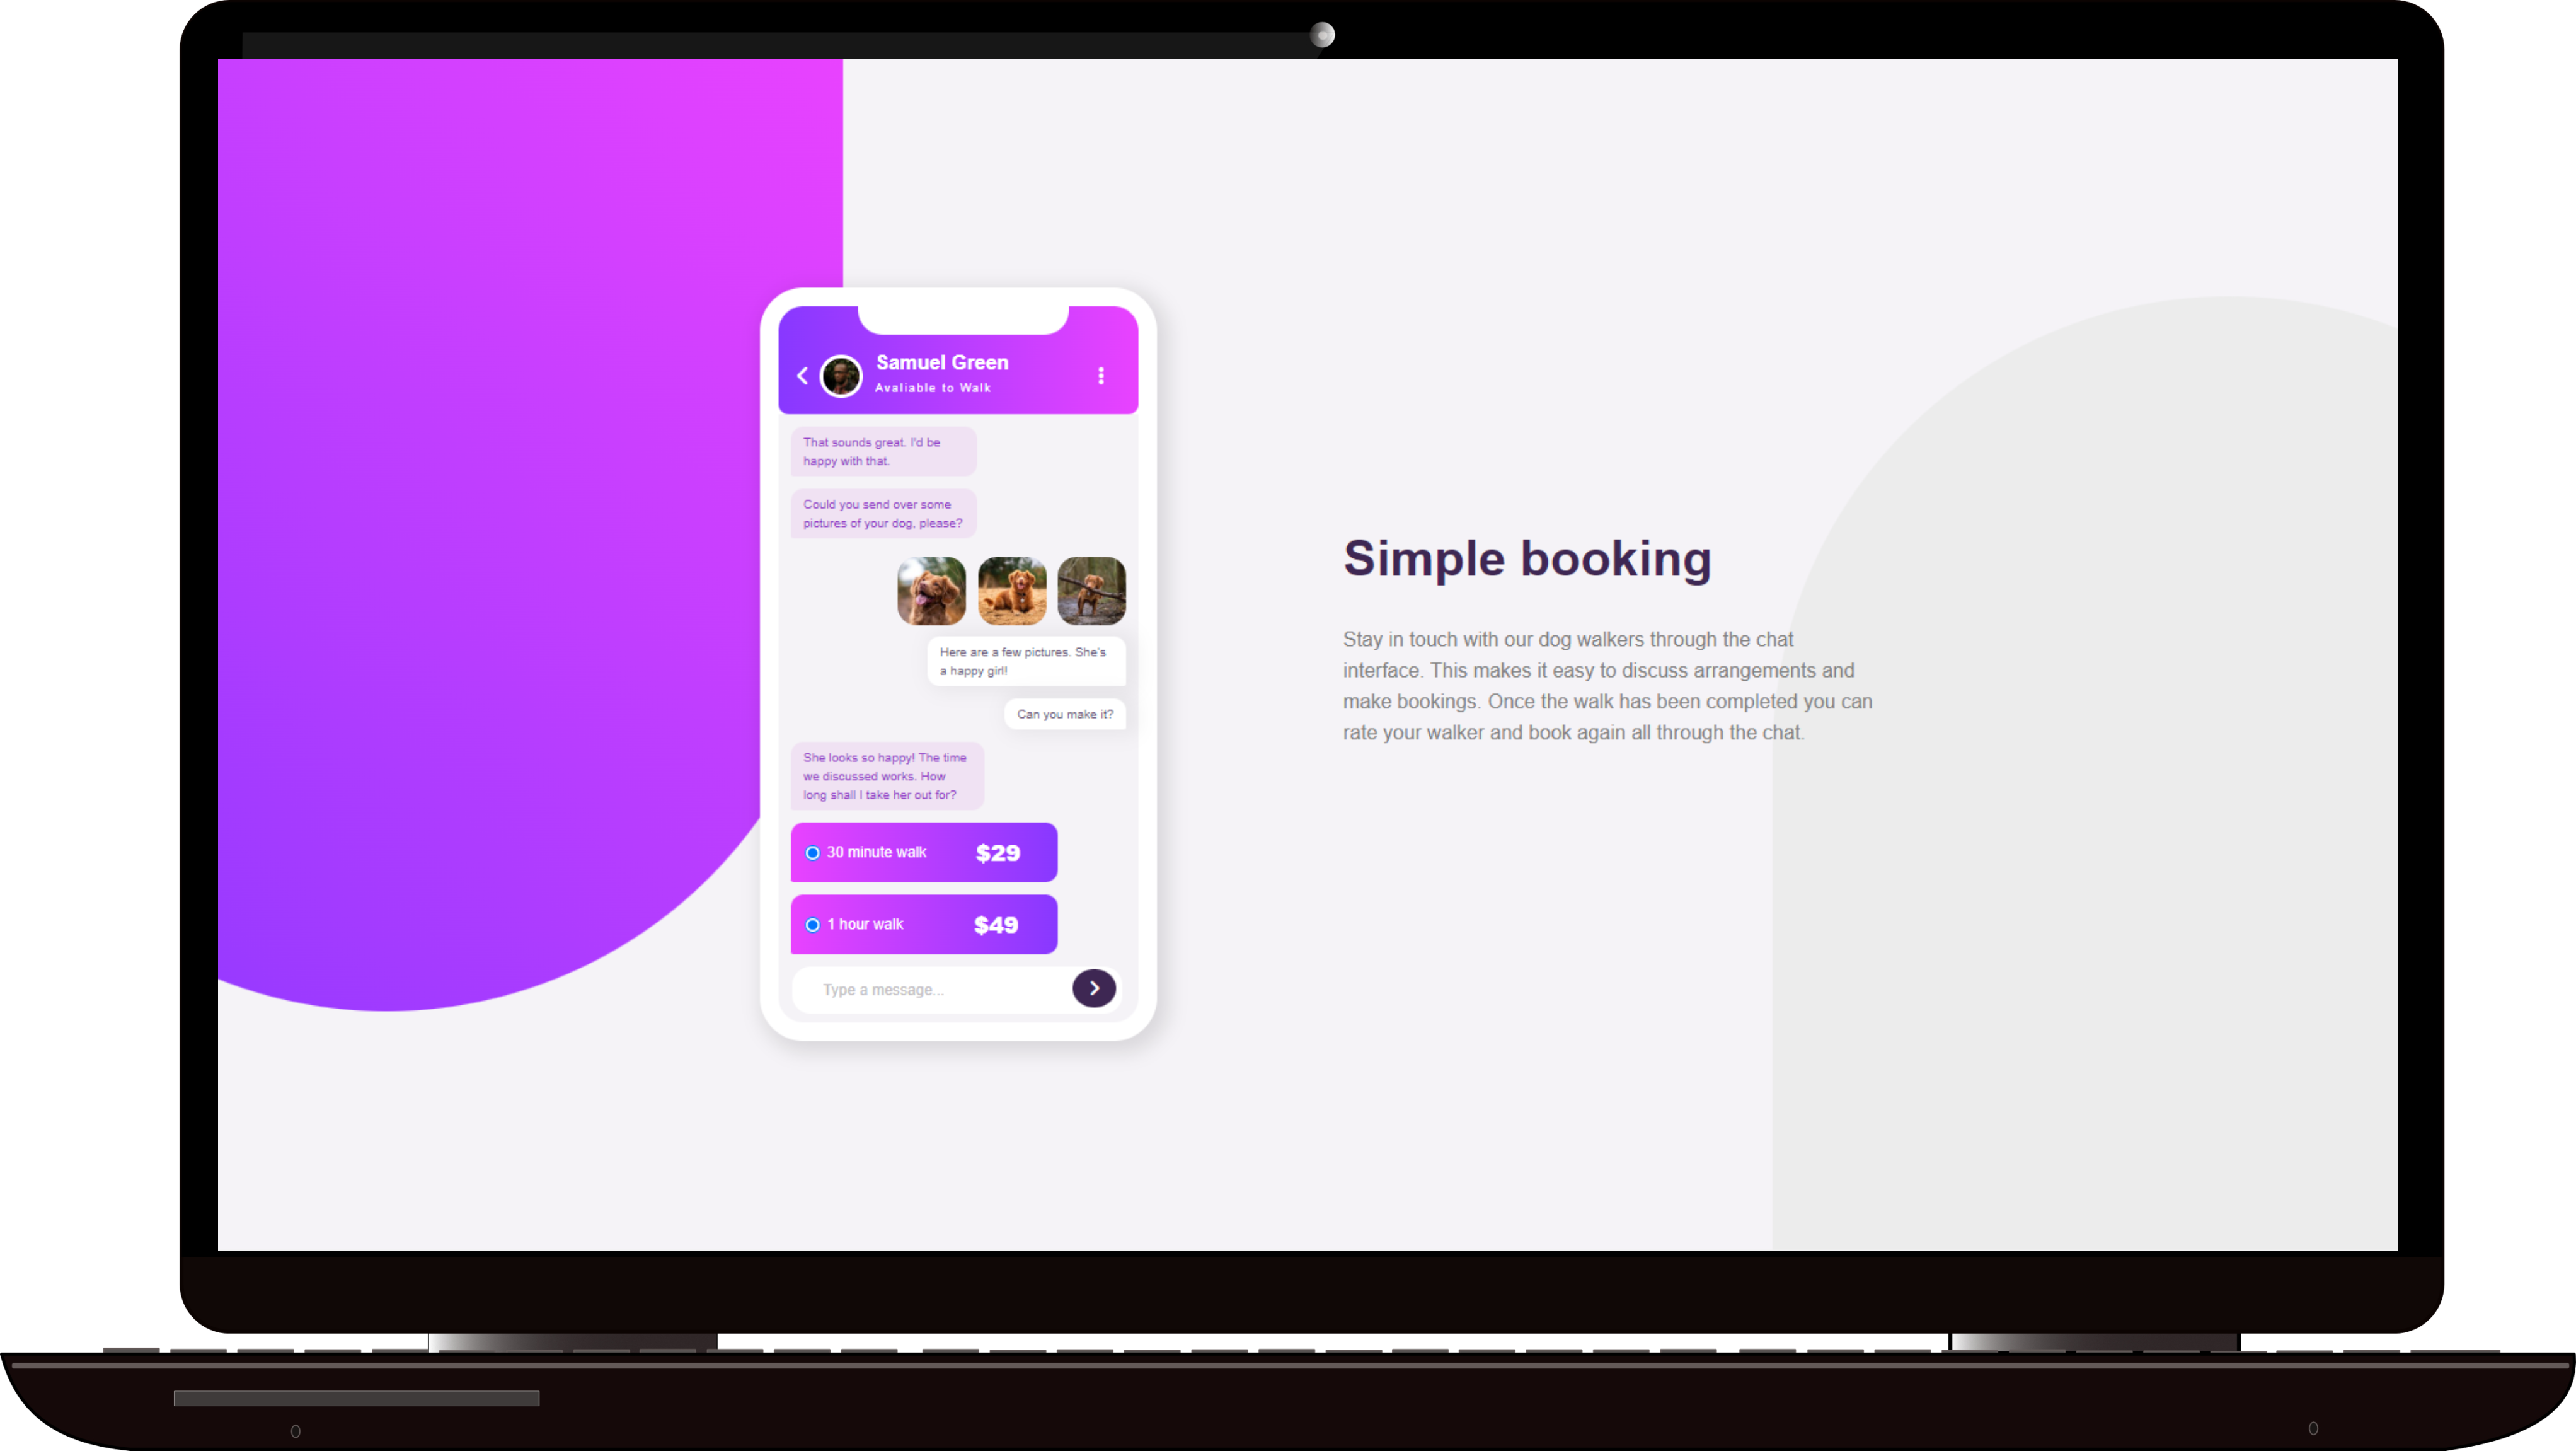 Samuel Green
Avaliable to Walk
That sounds great. I'd be
happy with that.
Could you send over some
pictures of your dog, please?
Here are a few pictures. She's
a happy girl!
Can you make it?
She looks so happy! The time
we discussed works. How
long shall I take her out for?
30 minute walk $29
1 hour walk $49
Type a message...
Simple booking
Stay in touch with our dog walkers through the chat
interface. This makes it easy to discuss arrangements and
make bookings. Once the walk has been completed you can
rate your walker and book again all through the chat.